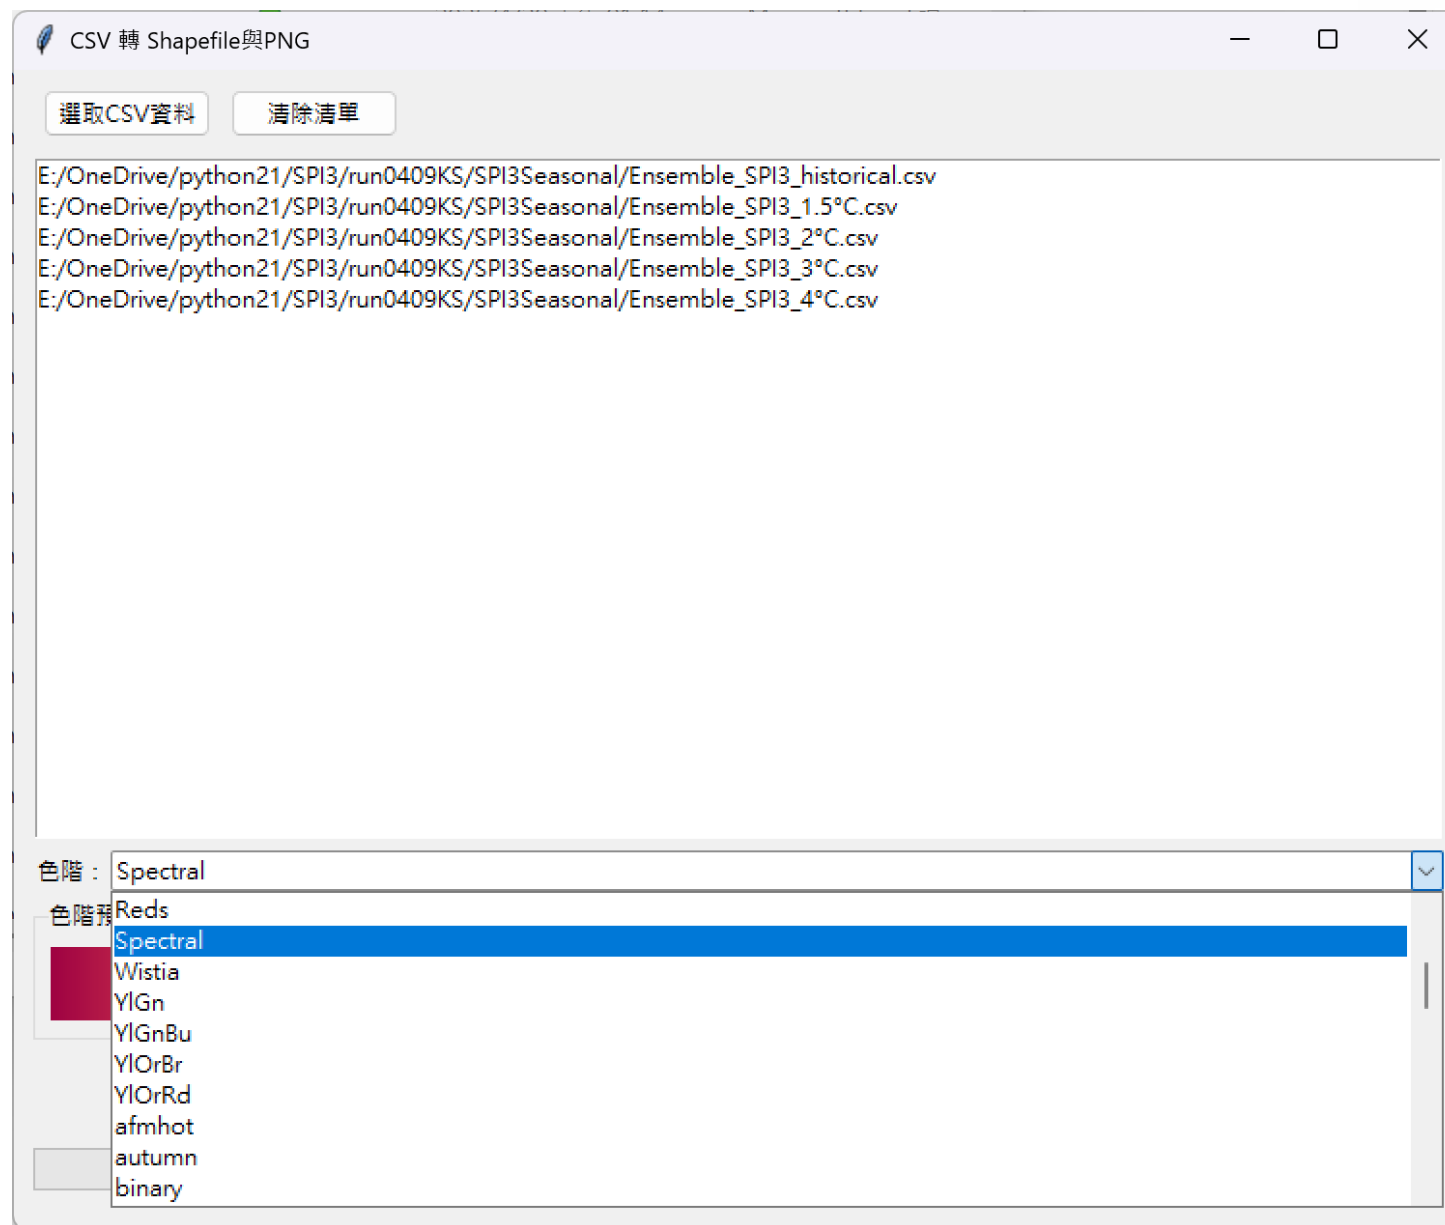 CSV 轉 Shapefile與PNG
選取CSV資料 清除清單
E:/OneDrive/python21/SPI3/run0409KS/SPI3Seasonal/Ensemble_SPI3_historical.csv
E:/OneDrive/python21/SPI3/run0409KS/SPI3Seasonal/Ensemble_SPI3_1.5°C.csv
E:/OneDrive/python21/SPI3/run0409KS/SPI3Seasonal/Ensemble_SPI3_2°C.csv
E:/OneDrive/python21/SPI3/run0409KS/SPI3Seasonal/Ensemble_SPI3_3°C.csv
E:/OneDrive/python21/SPI3/run0409KS/SPI3Seasonal/Ensemble_SPI3_4°C.csv
色階： Spectral
色階預
Reds
Spectral
Wistia
YlGn
YlGnBu
YlOrBr
YlOrRd
afmhot
autumn
binary